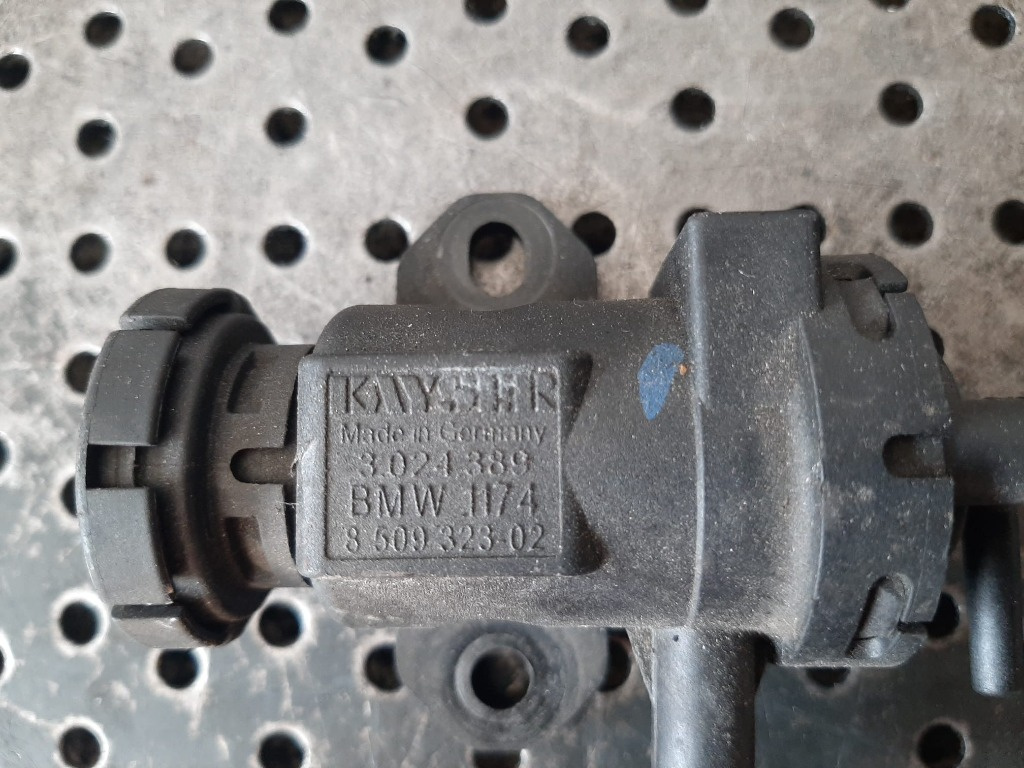 KAYSER
Made in Germany
3.024.389
BMW 1174
8 509 323-02